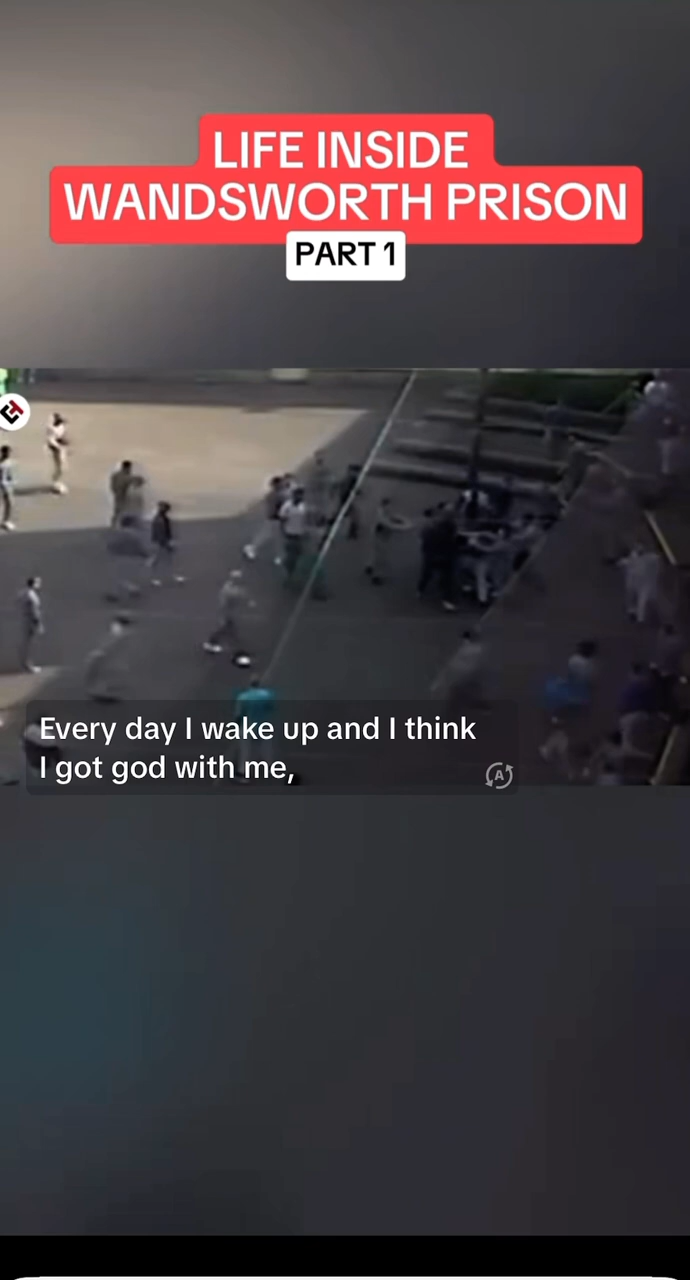 LIFE INSIDE
WANDSWORTH PRISON
PART 1
Every day I wake up and I think
I got god with me,
A